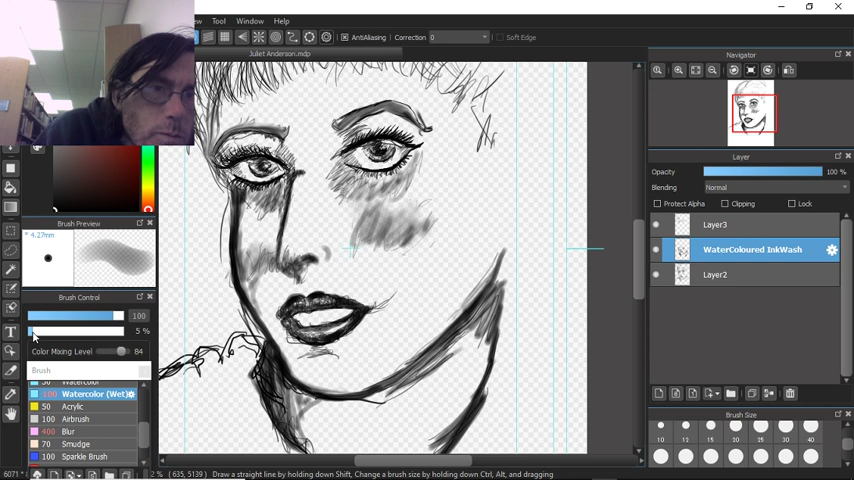 w Tool Window Help
AntiAliasing Correction 0 Soft Edge
Juliet Anderson.mdp
Navigator
Layer
Opacity 100 %
Blending Normal
Protect Alpha Clipping Lock
Layer3
WaterColoured InkWash
Layer2
Brush Preview
* 4.27mm
Brush Control
100
5 %
Color Mixing Level 84
Brush
50 Watercolor
100 Watercolor (Wet)
50 Acrylic
100 Airbrush
400 Blur
70 Smudge
100 Sparkle Brush
Brush Size
10 12 15 20 25 30 40
6071 * 2 % ( 635, 5139 ) Draw a straight line by holding down Shift, Change a brush size by holding down Ctrl, Alt, and dragging